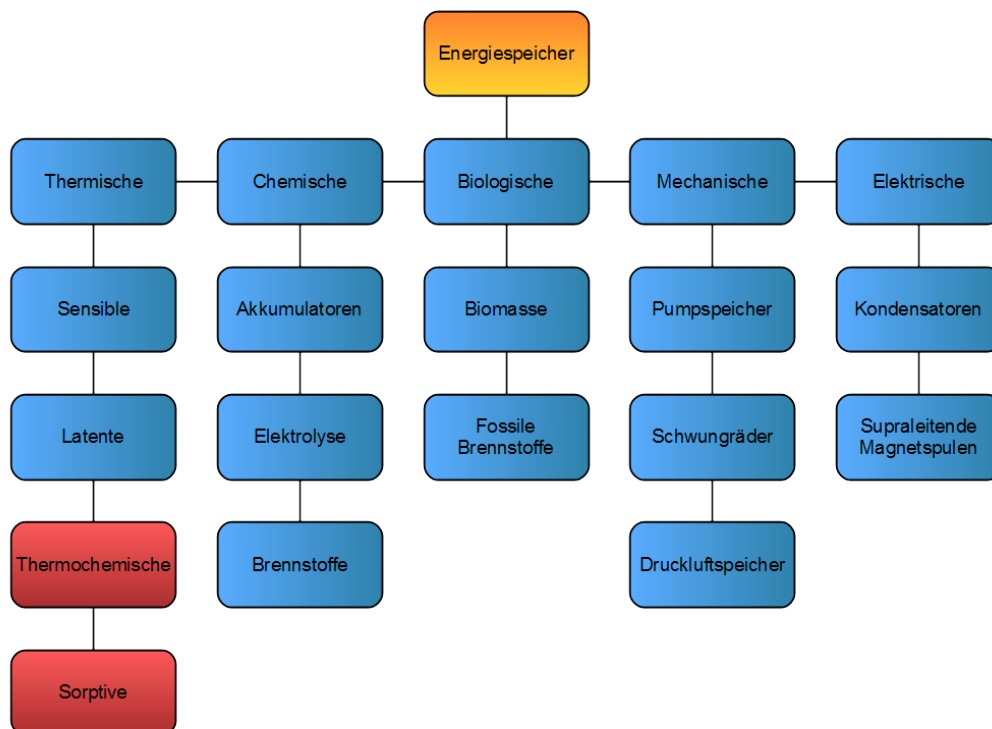 Energiespeicher
Thermische
Chemische
Biologische
Mechanische
Elektrische
Sensible
Akkumulatoren
Biomasse
Pumpspeicher
Kondensatoren
Latente
Elektrolyse
Fossile
Brennstoffe
Schwungräder
Supraleitende
Magnetspulen
Thermochemische
Brennstoffe
Druckluftspeicher
Sorptive